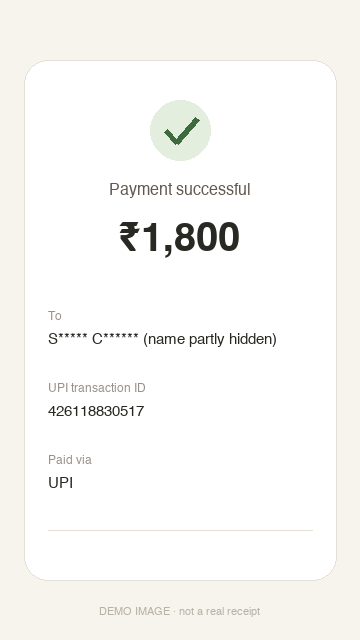 Payment successful
₹1,800
To
S***** C****** (name partly hidden)
UPI transaction ID
426118830517
Paid via
UPI
DEMO IMAGE · not a real receipt